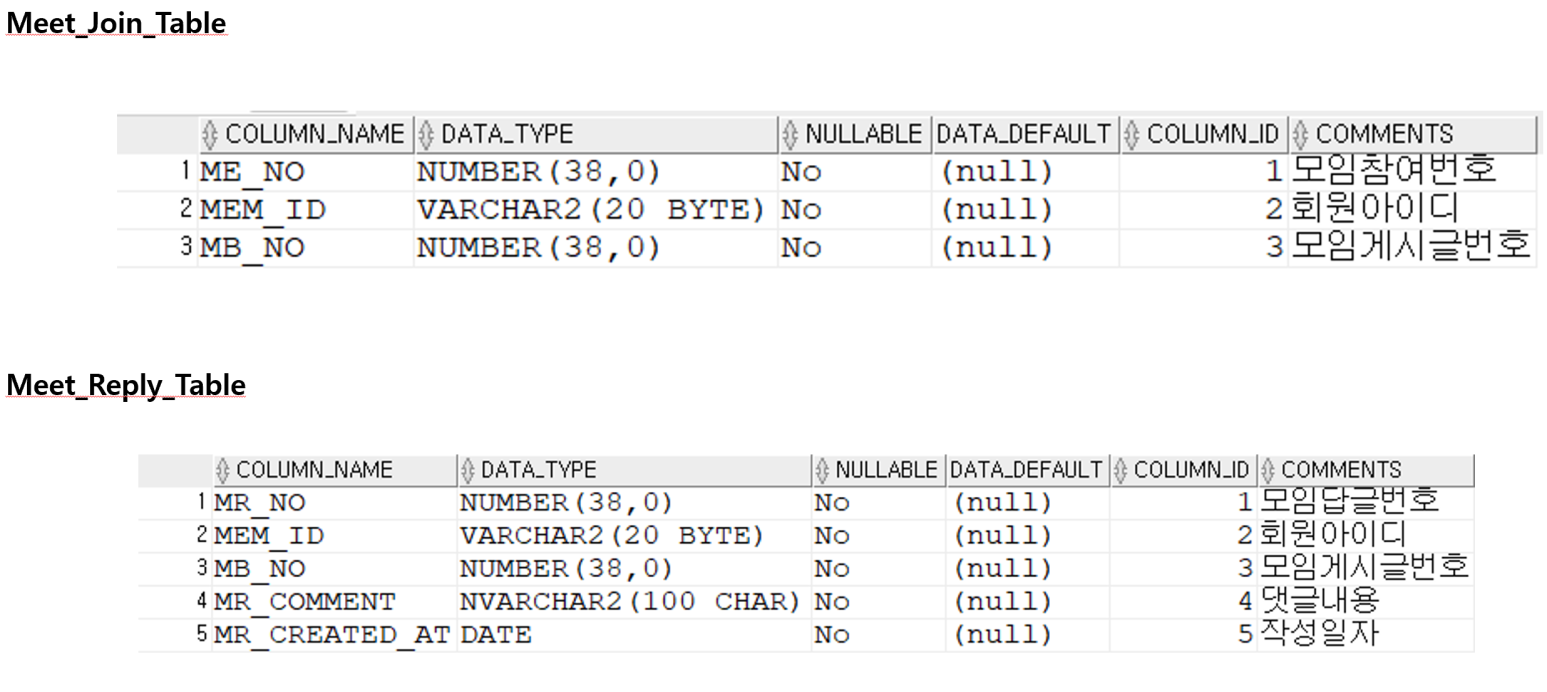 Meet_Join_Table
COLUMN_NAME DATA_TYPE NULLABLE DATA_DEFAULT COLUMN_ID COMMENTS
1 ME_NO NUMBER(38,0) No (null) 1 모임참여번호
2 MEM_ID VARCHAR2(20 BYTE) No (null) 2 회원아이디
3 MB_NO NUMBER(38,0) No (null) 3 모임게시글번호
Meet_Reply_Table
COLUMN_NAME DATA_TYPE NULLABLE DATA_DEFAULT COLUMN_ID COMMENTS
1 MR_NO NUMBER(38,0) No (null) 1 모임답글번호
2 MEM_ID VARCHAR2(20 BYTE) No (null) 2 회원아이디
3 MB_NO NUMBER(38,0) No (null) 3 모임게시글번호
4 MR_COMMENT NVARCHAR2(100 CHAR) No (null) 4 댓글내용
5 MR_CREATED_AT DATE No (null) 5 작성일자